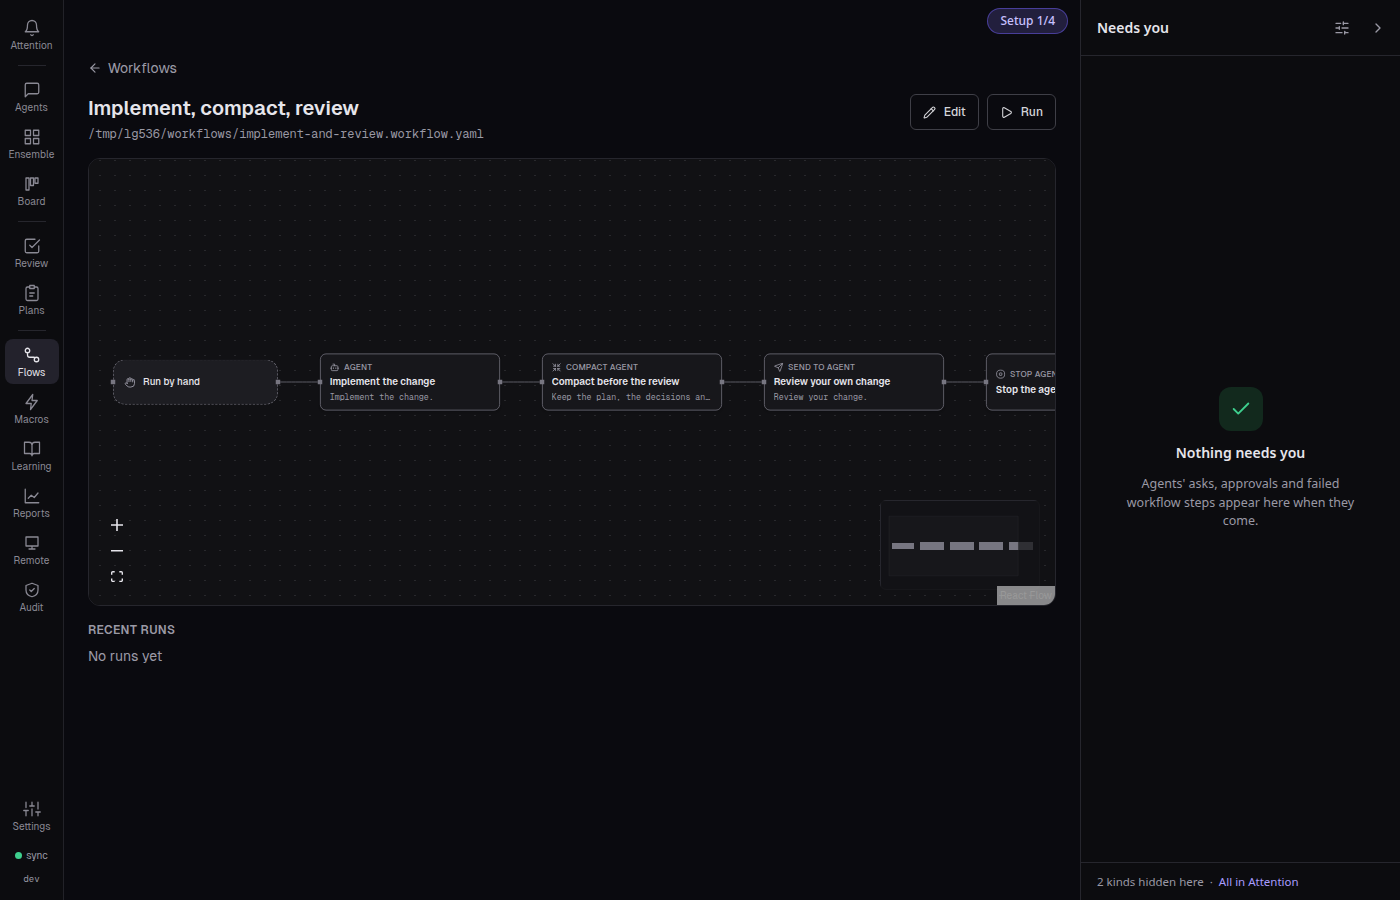 Attention
Agents
Ensemble
Board
Review
Plans
Flows
Macros
Learning
Reports
Remote
Audit
Settings
sync
dev
Setup 1/4
Workflows
Implement, compact, review
/tmp/lg536/workflows/implement-and-review.workflow.yaml
Edit
Run
Run by hand
AGENT
Implement the change
Implement the change.
COMPACT AGENT
Compact before the review
Keep the plan, the decisions an…
SEND TO AGENT
Review your own change
Review your change.
STOP AGEN
Stop the age
React Flow
RECENT RUNS
No runs yet
Needs you
Nothing needs you
Agents' asks, approvals and failed
workflow steps appear here when they
come.
2 kinds hidden here · All in Attention